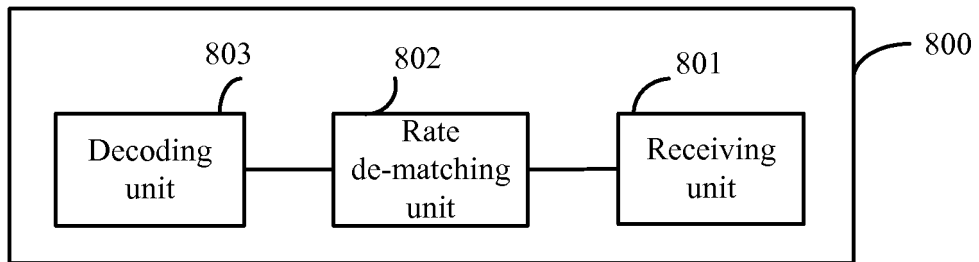 800
803
802
801
Decoding
unit
Rate
de-matching
unit
Receiving
unit